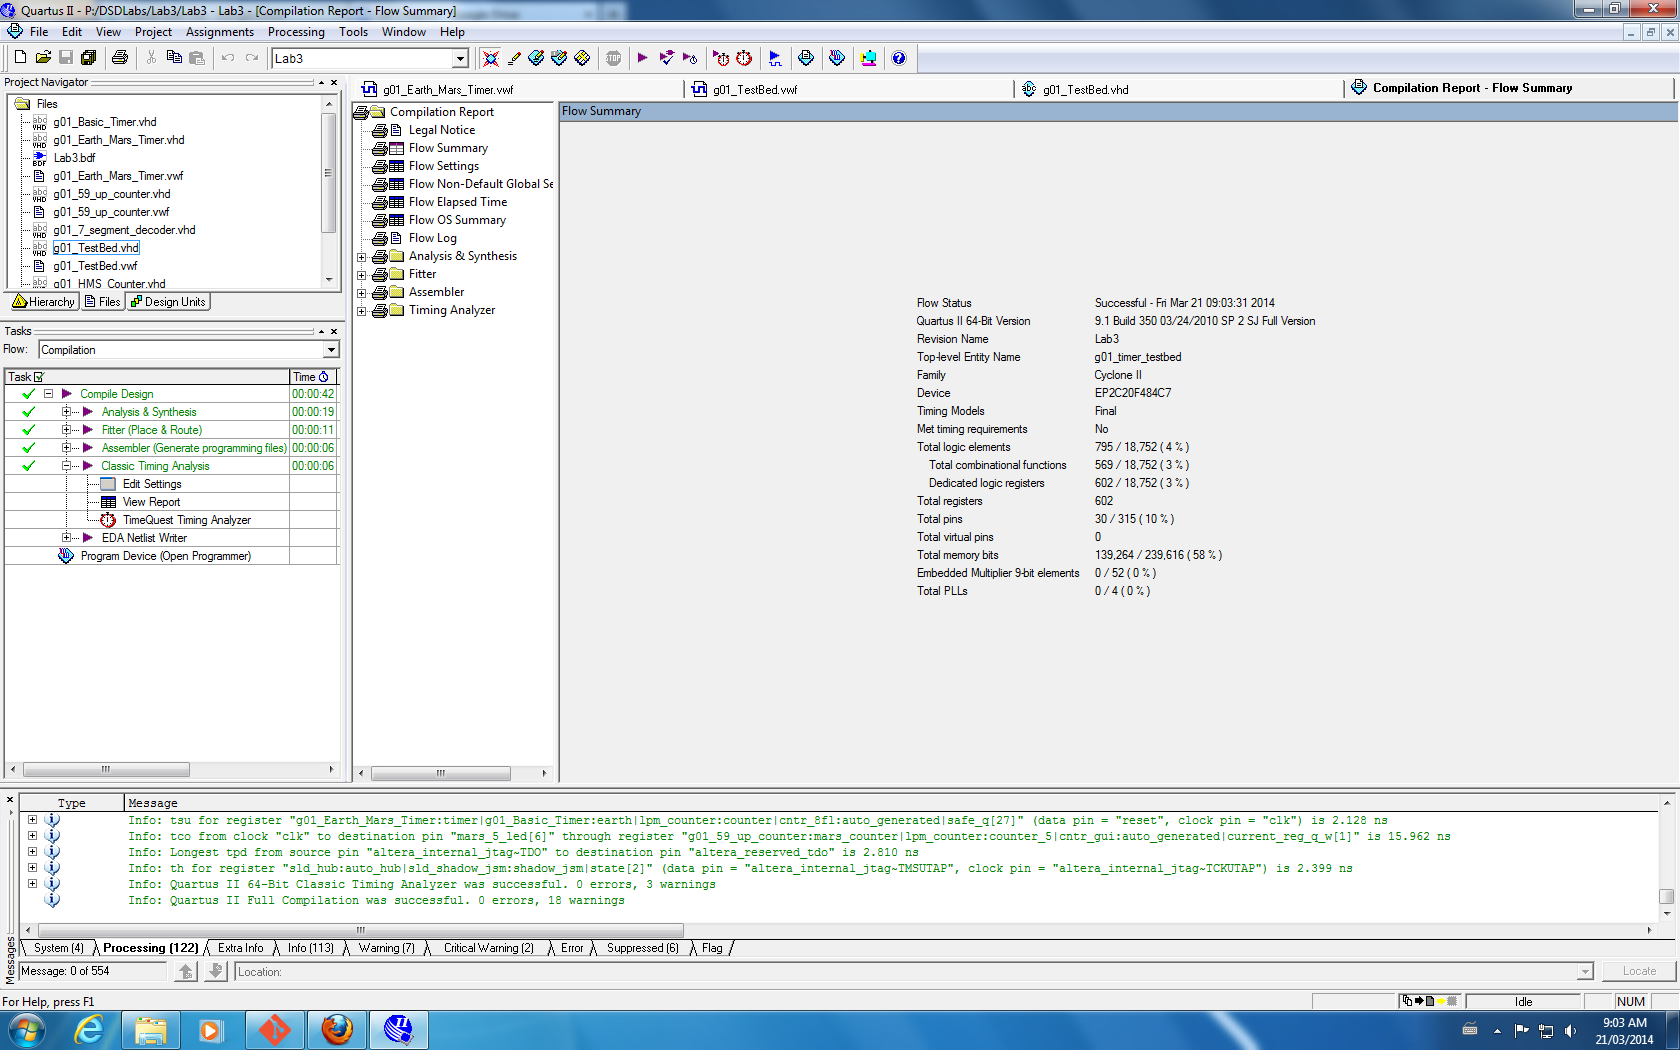 Quartus II - P:/DSDLabs/Lab3/Lab3 - Lab3 - [Compilation Report - Flow Summary]
File Edit View Project Assignments Processing Tools Window Help
Lab3
Project Navigator
Files
g01_Basic_Timer.vhd
g01_Earth_Mars_Timer.vhd
Lab3.bdf
g01_Earth_Mars_Timer.vwf
g01_59_up_counter.vhd
g01_59_up_counter.vwf
g01_7_segment_decoder.vhd
g01_TestBed.vhd
g01_TestBed.vwf
g01_HMS_Counter.vhd
Hierarchy Files Design Units
Tasks
Flow: Compilation
Task Time
Compile Design 00:00:42
Analysis & Synthesis 00:00:19
Fitter (Place & Route) 00:00:11
Assembler (Generate programming files) 00:00:06
Classic Timing Analysis 00:00:06
Edit Settings
View Report
TimeQuest Timing Analyzer
EDA Netlist Writer
Program Device (Open Programmer)
g01_Earth_Mars_Timer.vwf g01_TestBed.vwf g01_TestBed.vhd Compilation Report - Flow Summary
Compilation Report
Legal Notice
Flow Summary
Flow Settings
Flow Non-Default Global Se
Flow Elapsed Time
Flow OS Summary
Flow Log
Analysis & Synthesis
Fitter
Assembler
Timing Analyzer
Flow Summary
Flow Status Successful - Fri Mar 21 09:03:31 2014
Quartus II 64-Bit Version 9.1 Build 350 03/24/2010 SP 2 SJ Full Version
Revision Name Lab3
Top-level Entity Name g01_timer_testbed
Family Cyclone II
Device EP2C20F484C7
Timing Models Final
Met timing requirements No
Total logic elements 795 / 18,752 ( 4 % )
Total combinational functions 569 / 18,752 ( 3 % )
Dedicated logic registers 602 / 18,752 ( 3 % )
Total registers 602
Total pins 30 / 315 ( 10 % )
Total virtual pins 0
Total memory bits 139,264 / 239,616 ( 58 % )
Embedded Multiplier 9-bit elements 0 / 52 ( 0 % )
Total PLLs 0 / 4 ( 0 % )
Type Message
Info: tsu for register "g01_Earth_Mars_Timer:timer|g01_Basic_Timer:earth|lpm_counter:counter|cntr_8fl:auto_generated|safe_q[27]" (data pin = "reset", clock pin = "clk") is 2.128 ns
Info: tco from clock "clk" to destination pin "mars_5_led[6]" through register "g01_59_up_counter:mars_counter|lpm_counter:counter_5|cntr_gui:auto_generated|current_reg_q_w[1]" is 15.962 ns
Info: Longest tpd from source pin "altera_internal_jtag~TDO" to destination pin "altera_reserved_tdo" is 2.810 ns
Info: th for register "sld_hub:auto_hub|sld_shadow_jsm:shadow_jsm|state[2]" (data pin = "altera_internal_jtag~TMSUTAP", clock pin = "altera_internal_jtag~TCKUTAP") is 2.399 ns
Info: Quartus II 64-Bit Classic Timing Analyzer was successful. 0 errors, 3 warnings
Info: Quartus II Full Compilation was successful. 0 errors, 18 warnings
System (4) Processing (122) Extra Info Info (113) Warning (7) Critical Warning (2) Error Suppressed (6) Flag
Messages
Message: 0 of 554 Location: Locate
For Help, press F1 Idle NUM
9:03 AM
21/03/2014